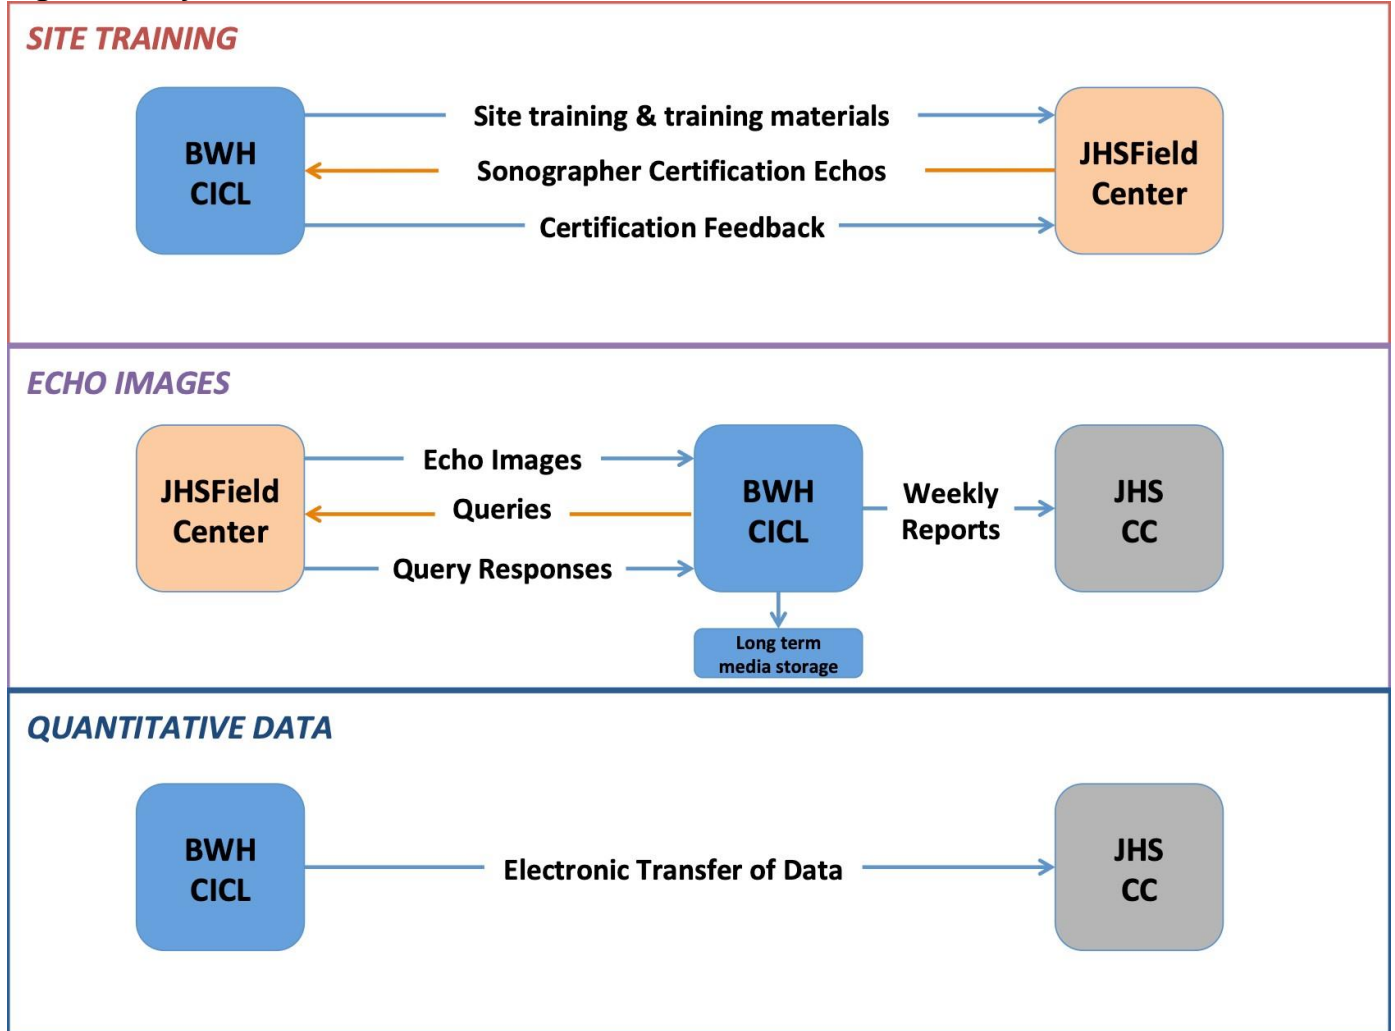 SITE TRAINING
BWH
CICL
Site training & training materials
Sonographer Certification Echos
Certification Feedback
JHSField
Center
ECHO IMAGES
JHSField
Center
Echo Images
Queries
Query Responses
BWH
CICL
Long term
media storage
Weekly
Reports
JHS
CC
QUANTITATIVE DATA
BWH
CICL
Electronic Transfer of Data
JHS
CC